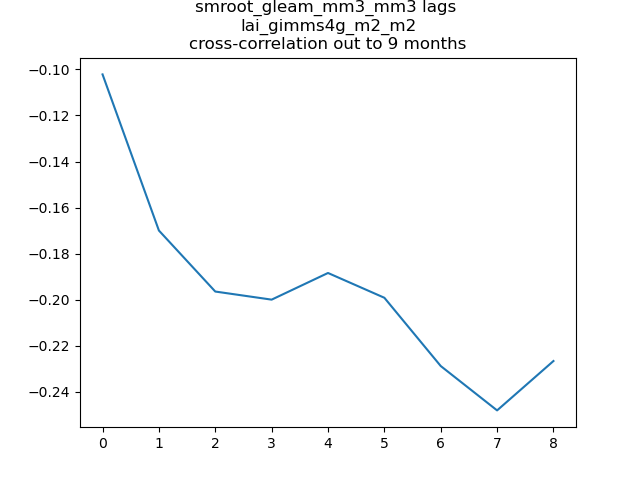 smroot_gleam_mm3_mm3 lags
lai_gimms4g_m2_m2
cross-correlation out to 9 months
−0.10
−0.12
−0.14
−0.16
−0.18
−0.20
−0.22
−0.24
0 1 2 3 4 5 6 7 8